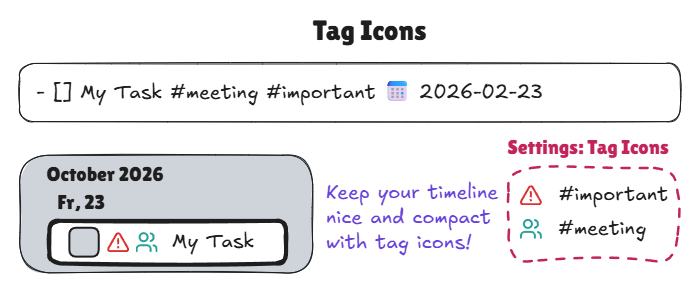 Tag Icons
- [] My Task #meeting #important 📅 2026-02-23
October 2026
Fr, 23
My Task
Keep your timeline
nice and compact
with tag icons!
Settings: Tag Icons
#important
#meeting